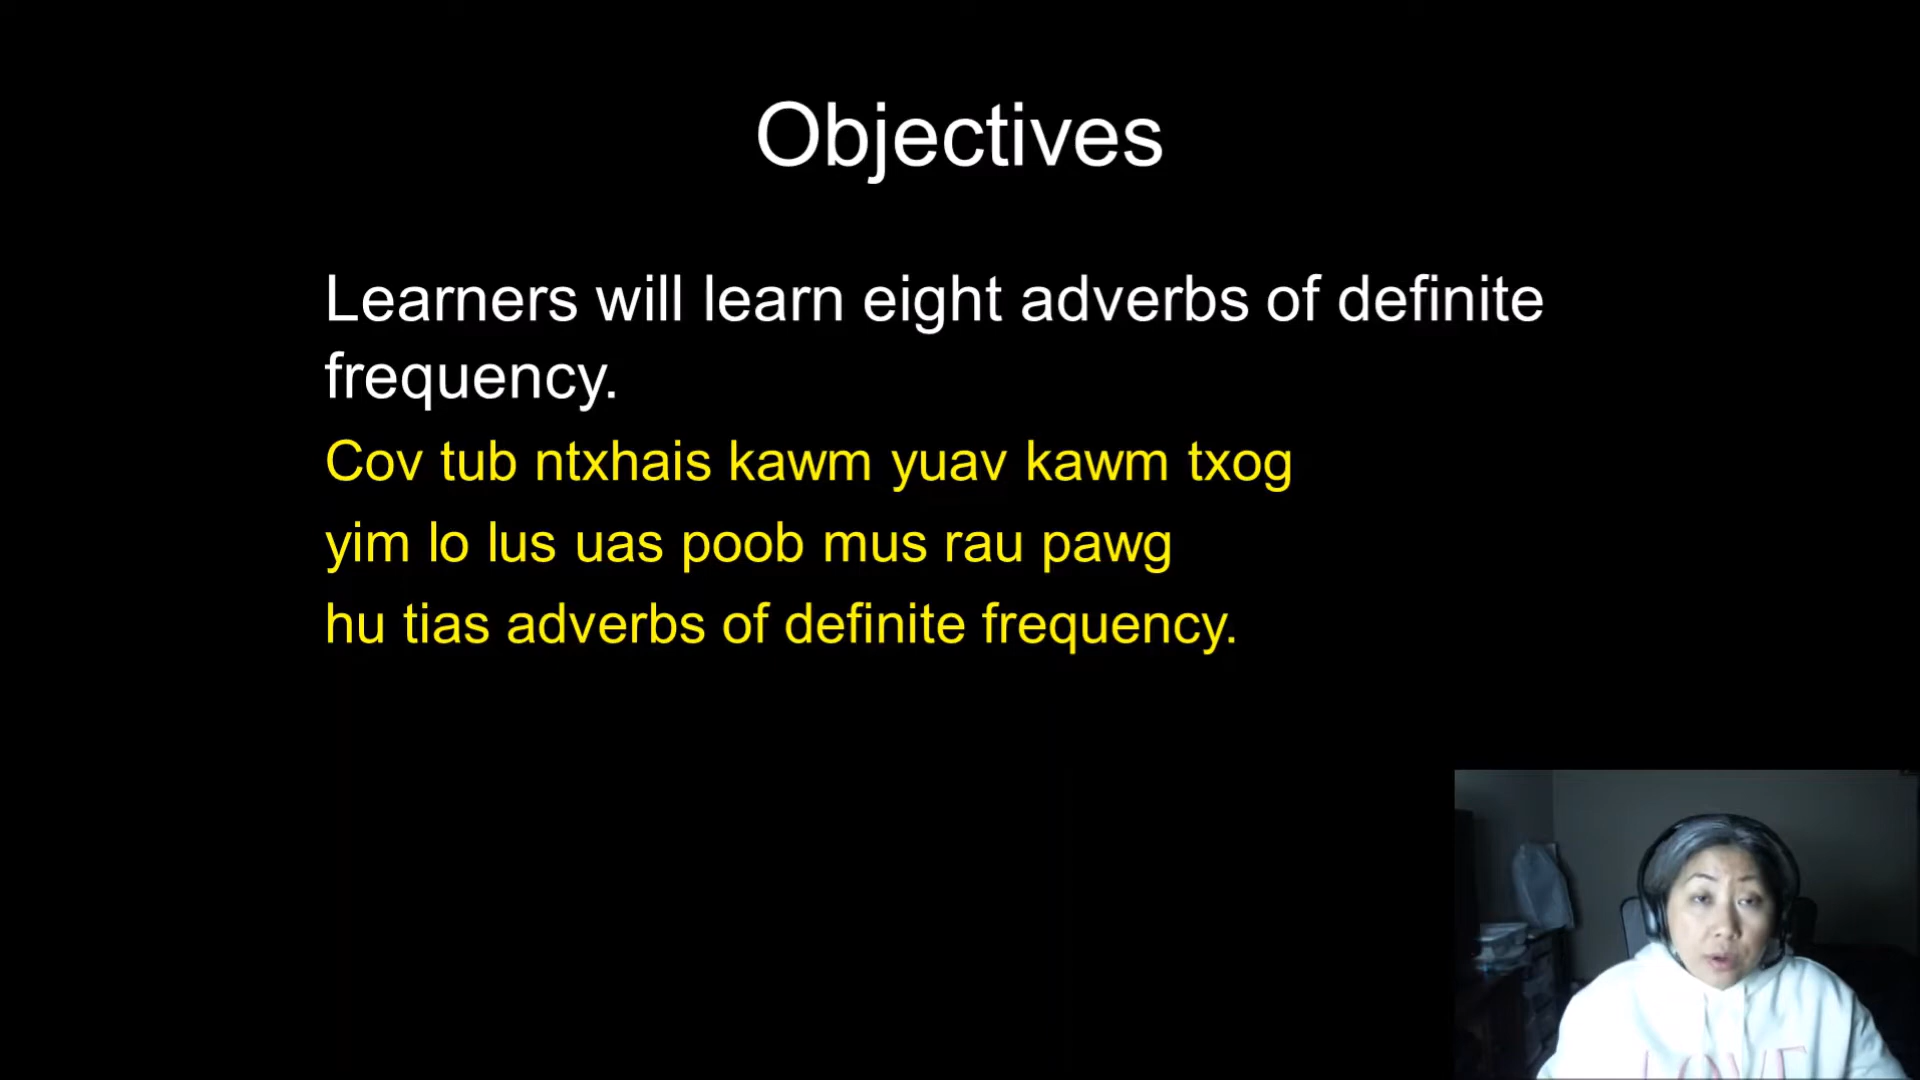 Objectives
Learners will learn eight adverbs of definite
frequency.
Cov tub ntxhais kawm yuav kawm txog
yim lo lus uas poob mus rau pawg
hu tias adverbs of definite frequency.